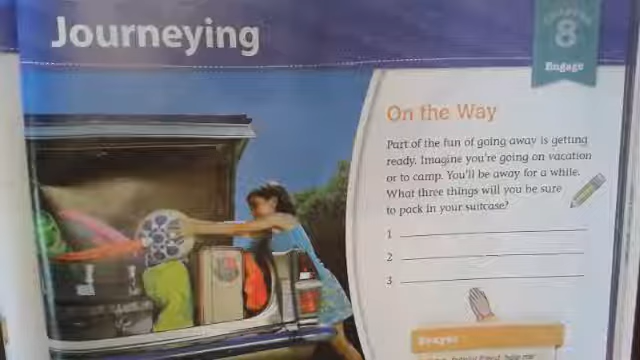 Journeying
8
Engage
On the Way
Part of the fun of going away is getting
ready. Imagine you're going on vacation
or to camp. You'll be away for a while.
What three things will you be sure
to pack in your suitcase?
1
2
3
Prayer